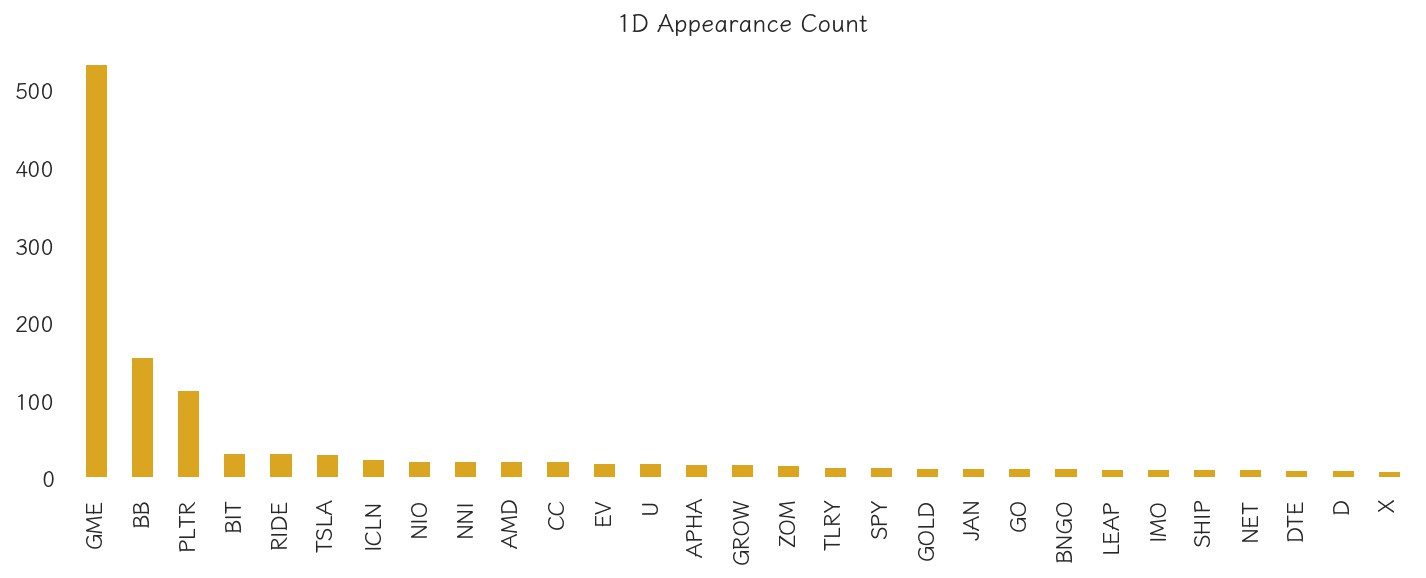 1D Appearance Count
500
400
300
200
100
0
GME
BB
PLTR
BIT
RIDE
TSLA
ICLN
NIO
NNI
AMD
CC
EV
U
APHA
GROW
ZOM
TLRY
SPY
GOLD
JAN
GO
BNGO
LEAP
IMO
SHIP
NET
DTE
D
X